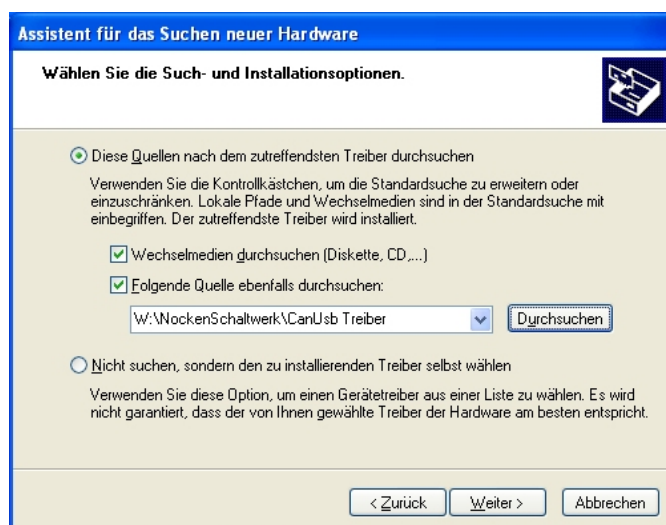 Assistent für das Suchen neuer Hardware
Wählen Sie die Such- und Installationsoptionen.
Diese Quellen nach dem zutreffendsten Treiber durchsuchen
Verwenden Sie die Kontrollkästchen, um die Standardsuche zu erweitern oder
einzuschränken. Lokale Pfade und Wechselmedien sind in der Standardsuche mit
einbegriffen. Der zutreffendste Treiber wird installiert.
Wechselmedien durchsuchen (Diskette, CD,...)
Folgende Quelle ebenfalls durchsuchen:
W:\NockenSchaltwerk\CanUsb Treiber
Durchsuchen
Nicht suchen, sondern den zu installierenden Treiber selbst wählen
Verwenden Sie diese Option, um einen Gerätetreiber aus einer Liste zu wählen. Es wird
nicht garantiert, dass der von Ihnen gewählte Treiber der Hardware am besten entspricht.
< Zurück Weiter > Abbrechen